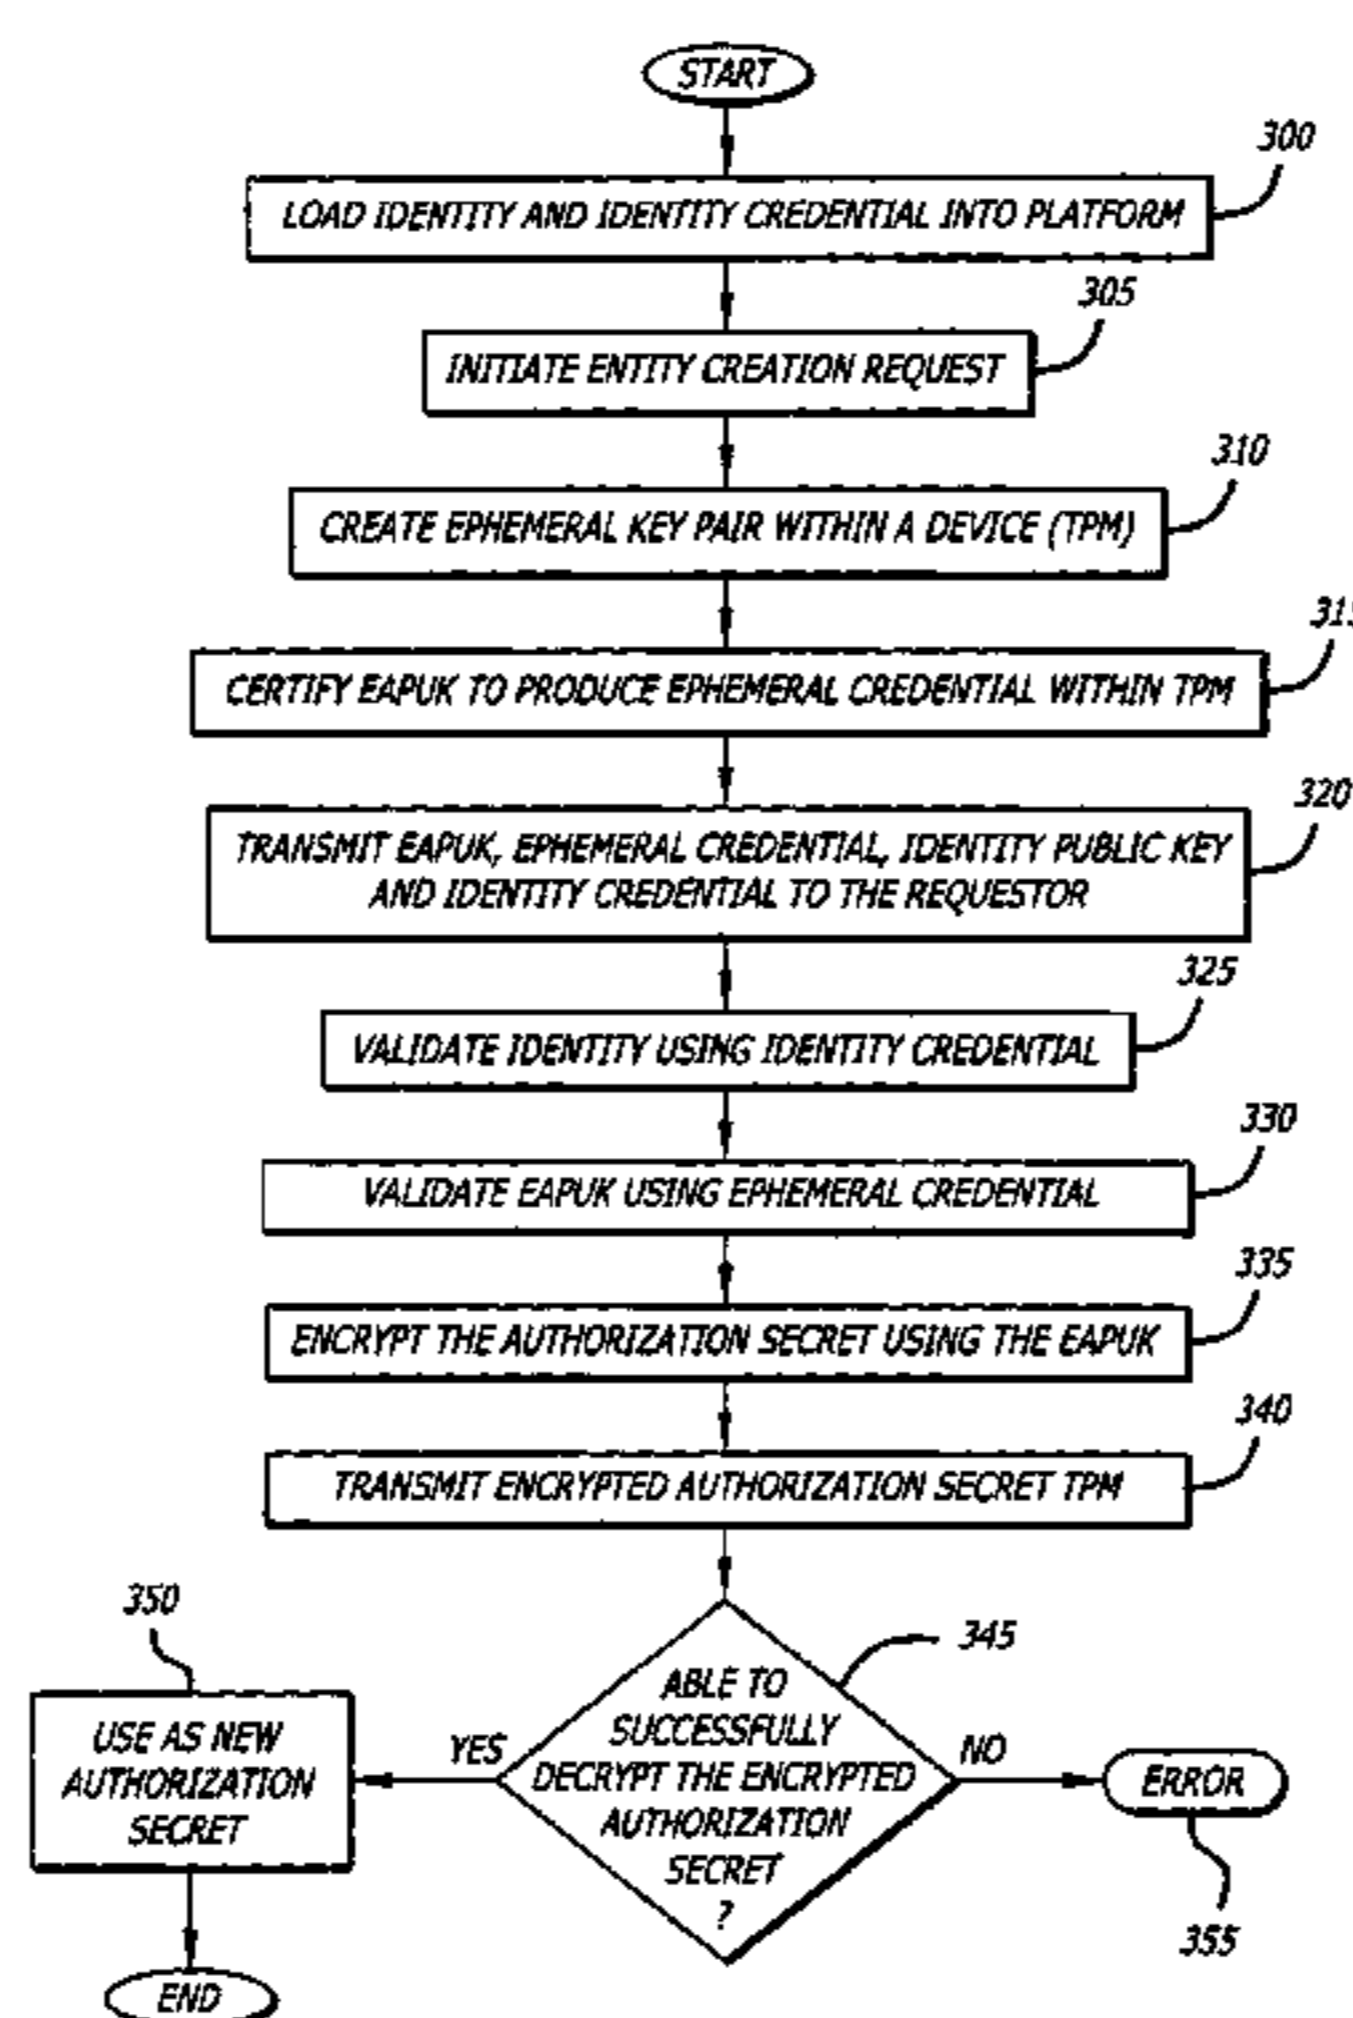 START
300
LOAD IDENTITY AND IDENTITY CREDENTIAL INTO PLATFORM
305
INITIATE ENTITY CREATION REQUEST
310
CREATE EPHEMERAL KEY PAIR WITHIN A DEVICE (TPM)
315
CERTIFY EAPUK TO PRODUCE EPHEMERAL CREDENTIAL WITHIN TPM
320
TRANSMIT EAPUK, EPHEMERAL CREDENTIAL, IDENTITY PUBLIC KEY
AND IDENTITY CREDENTIAL TO THE REQUESTOR
325
VALIDATE IDENTITY USING IDENTITY CREDENTIAL
330
VALIDATE EAPUK USING EPHEMERAL CREDENTIAL
335
ENCRYPT THE AUTHORIZATION SECRET USING THE EAPUK
340
TRANSMIT ENCRYPTED AUTHORIZATION SECRET TPM
350
345
ABLE TO
SUCCESSFULLY
DECRYPT THE ENCRYPTED
AUTHORIZATION
SECRET
?
YES
NO
USE AS NEW
AUTHORIZATION
SECRET
ERROR
355
END